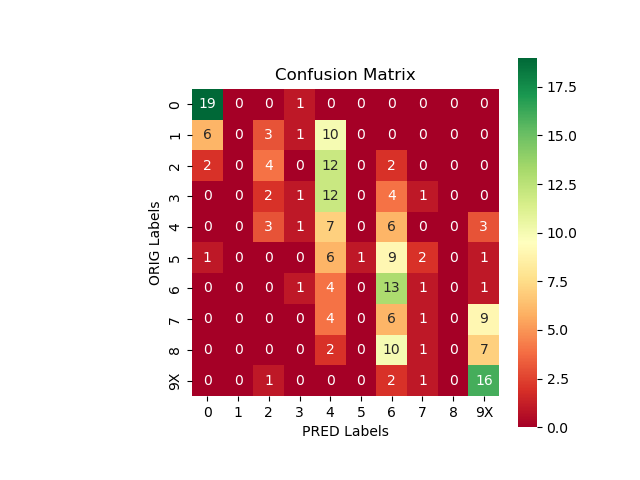 Confusion Matrix
0 19 0 0 1 0 0 0 0 0 0
1 6 0 3 1 10 0 0 0 0 0
2 2 0 4 0 12 0 2 0 0 0
3 0 0 2 1 12 0 4 1 0 0
4 0 0 3 1 7 0 6 0 0 3
5 1 0 0 0 6 1 9 2 0 1
6 0 0 0 1 4 0 13 1 0 1
7 0 0 0 0 4 0 6 1 0 9
8 0 0 0 0 2 0 10 1 0 7
9X 0 0 1 0 0 0 2 1 0 16
0 1 2 3 4 5 6 7 8 9X
PRED Labels
ORIG Labels
17.5
15.0
12.5
10.0
7.5
5.0
2.5
0.0